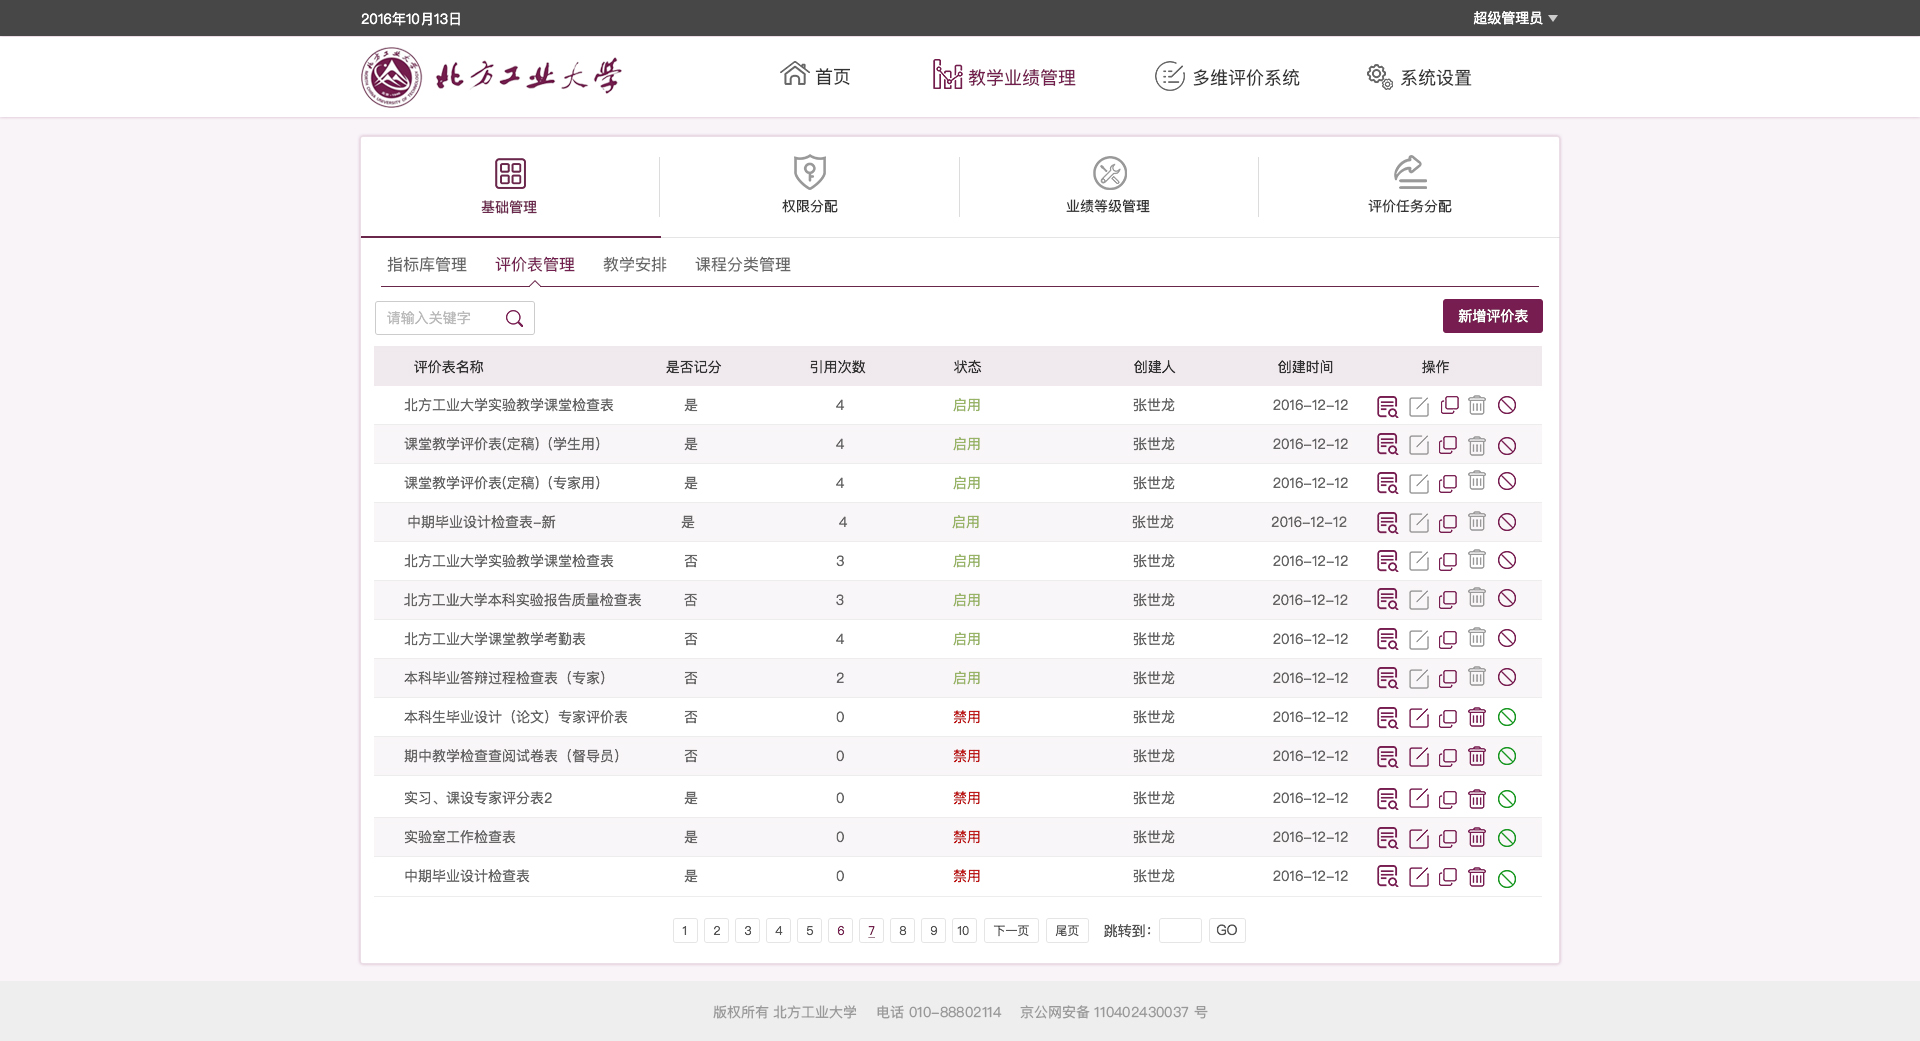 2016年10月13日 超级管理员
北方工业大学 首页 教学业绩管理 多维评价系统 系统设置
基础管理 权限分配 业绩等级管理 评价任务分配
指标库管理 评价表管理 教学安排 课程分类管理
请输入关键字 新增评价表
评价表名称 是否记分 引用次数 状态 创建人 创建时间 操作
北方工业大学实验教学课堂检查表 是 4 启用 张世龙 2016-12-12
课堂教学评价表(定稿)（学生用） 是 4 启用 张世龙 2016-12-12
课堂教学评价表(定稿)（专家用） 是 4 启用 张世龙 2016-12-12
中期毕业设计检查表-新 是 4 启用 张世龙 2016-12-12
北方工业大学实验教学课堂检查表 否 3 启用 张世龙 2016-12-12
北方工业大学本科实验报告质量检查表 否 3 启用 张世龙 2016-12-12
北方工业大学课堂教学考勤表 否 4 启用 张世龙 2016-12-12
本科毕业答辩过程检查表（专家） 否 2 启用 张世龙 2016-12-12
本科生毕业设计（论文）专家评价表 否 0 禁用 张世龙 2016-12-12
期中教学检查查阅试卷表（督导员） 否 0 禁用 张世龙 2016-12-12
实习、课设专家评分表2 是 0 禁用 张世龙 2016-12-12
实验室工作检查表 是 0 禁用 张世龙 2016-12-12
中期毕业设计检查表 是 0 禁用 张世龙 2016-12-12
1 2 3 4 5 6 7 8 9 10 下一页 尾页 跳转到： GO
版权所有 北方工业大学 电话 010-88802114 京公网安备 110402430037 号